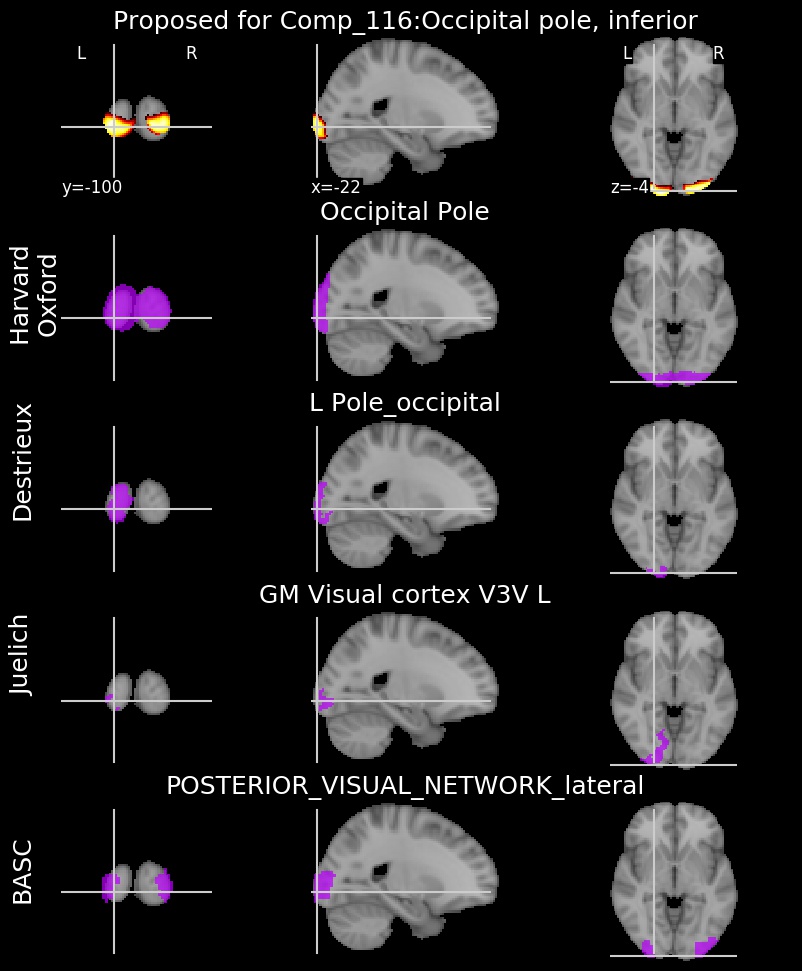 Proposed for Comp_116:Occipital pole, inferior
L R
L R
y=-100
x=-22
z=-4
Occipital Pole
Harvard
Oxford
L Pole_occipital
Destrieux
GM Visual cortex V3V L
Juelich
POSTERIOR_VISUAL_NETWORK_lateral
BASC